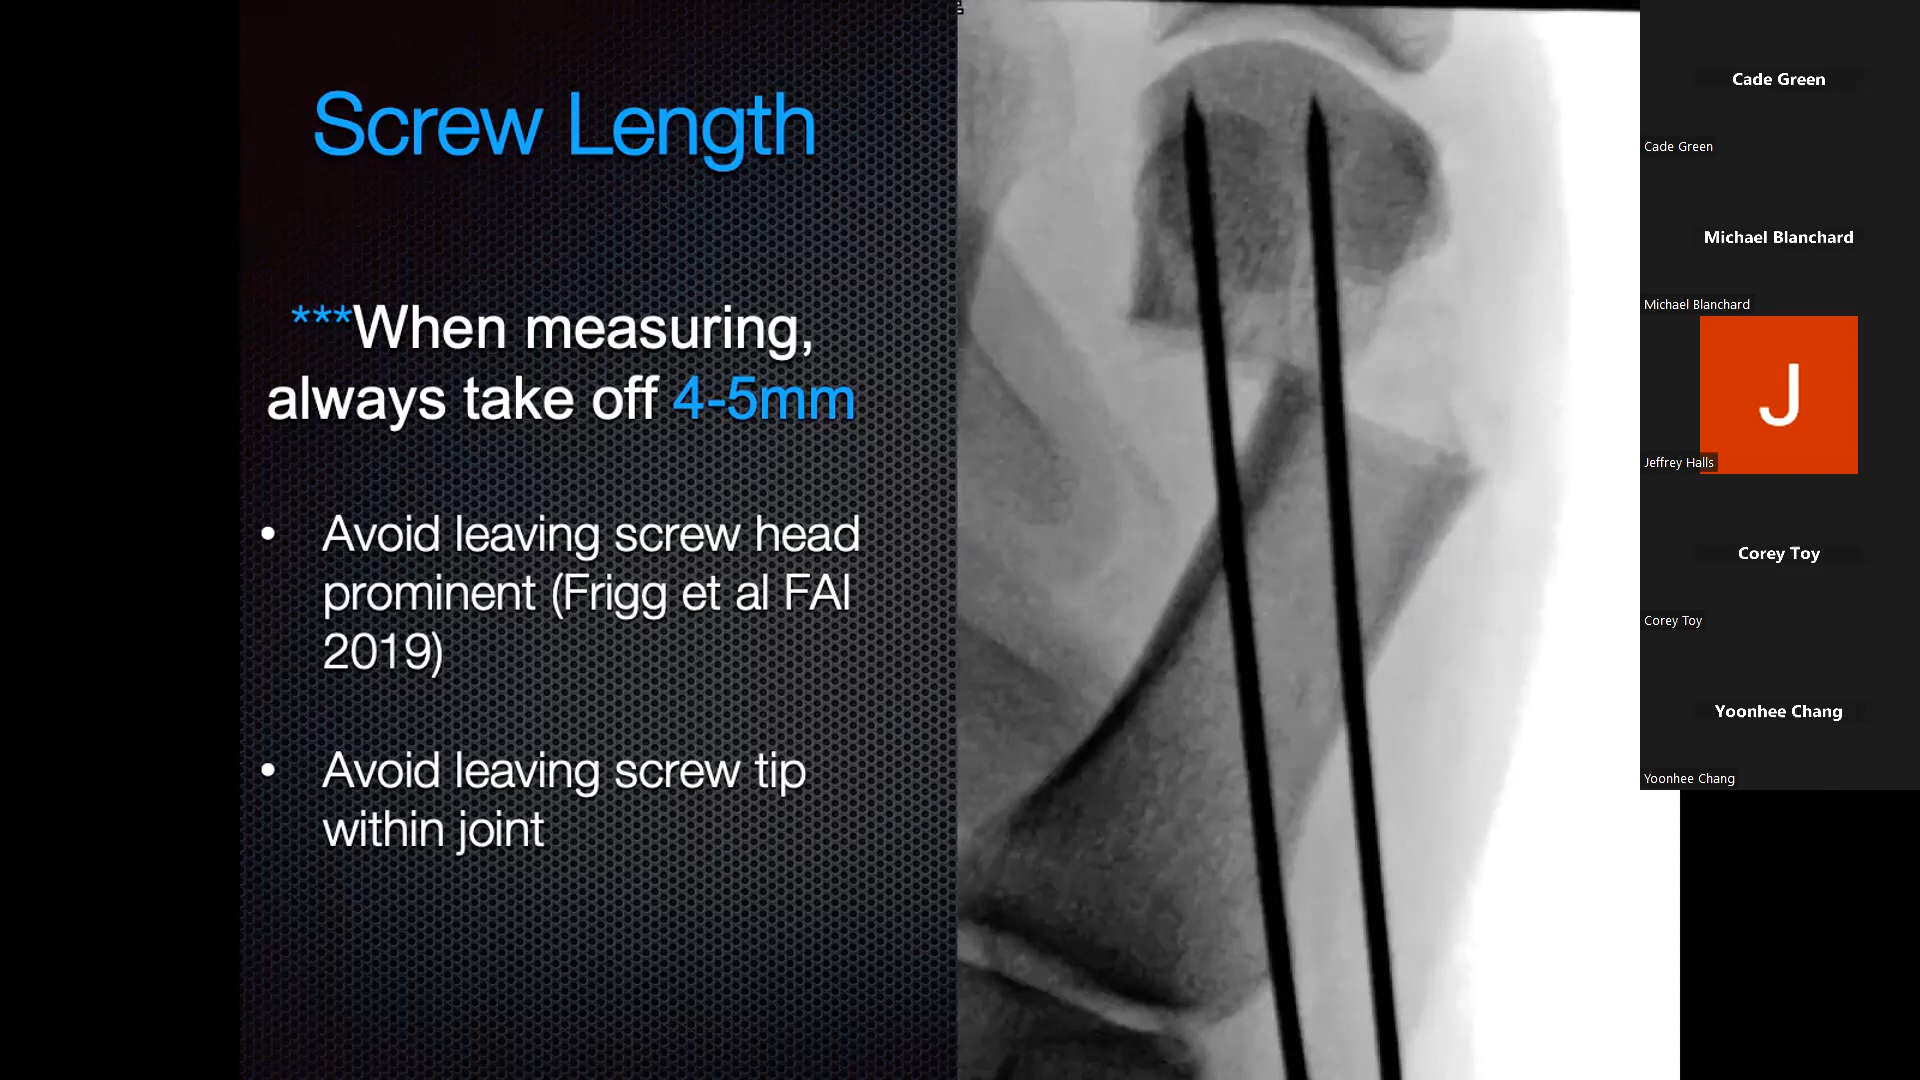 Screw Length
***When measuring,
always take off 4-5mm
• Avoid leaving screw head
prominent (Frigg et al FAI
2019)
• Avoid leaving screw tip
within joint
Cade Green
Cade Green
Michael Blanchard
Michael Blanchard
J
Jeffrey Halls
Corey Toy
Corey Toy
Yoonhee Chang
Yoonhee Chang